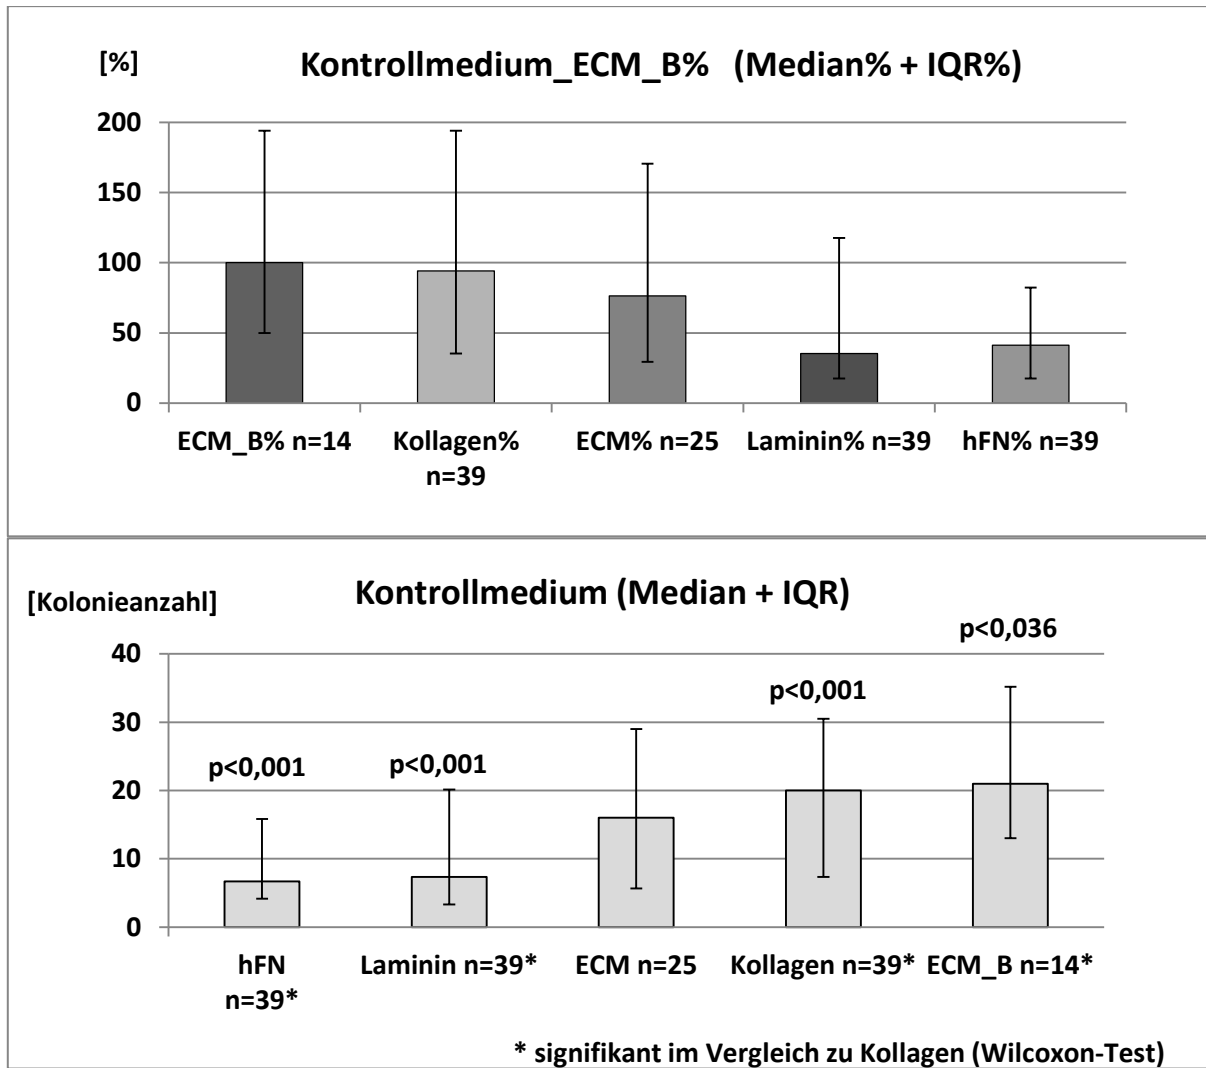 [%]
Kontrollmedium_ECM_B% (Median% + IQR%)
200
150
100
50
0
ECM_B% n=14
Kollagen%
n=39
ECM% n=25
Laminin% n=39
hFN% n=39
[Kolonieanzahl]
Kontrollmedium (Median + IQR)
p<0,036
40
p<0,001
30
p<0,001
p<0,001
20
10
0
hFN
n=39*
Laminin n=39*
ECM n=25
Kollagen n=39*
ECM_B n=14*
* signifikant im Vergleich zu Kollagen (Wilcoxon-Test)